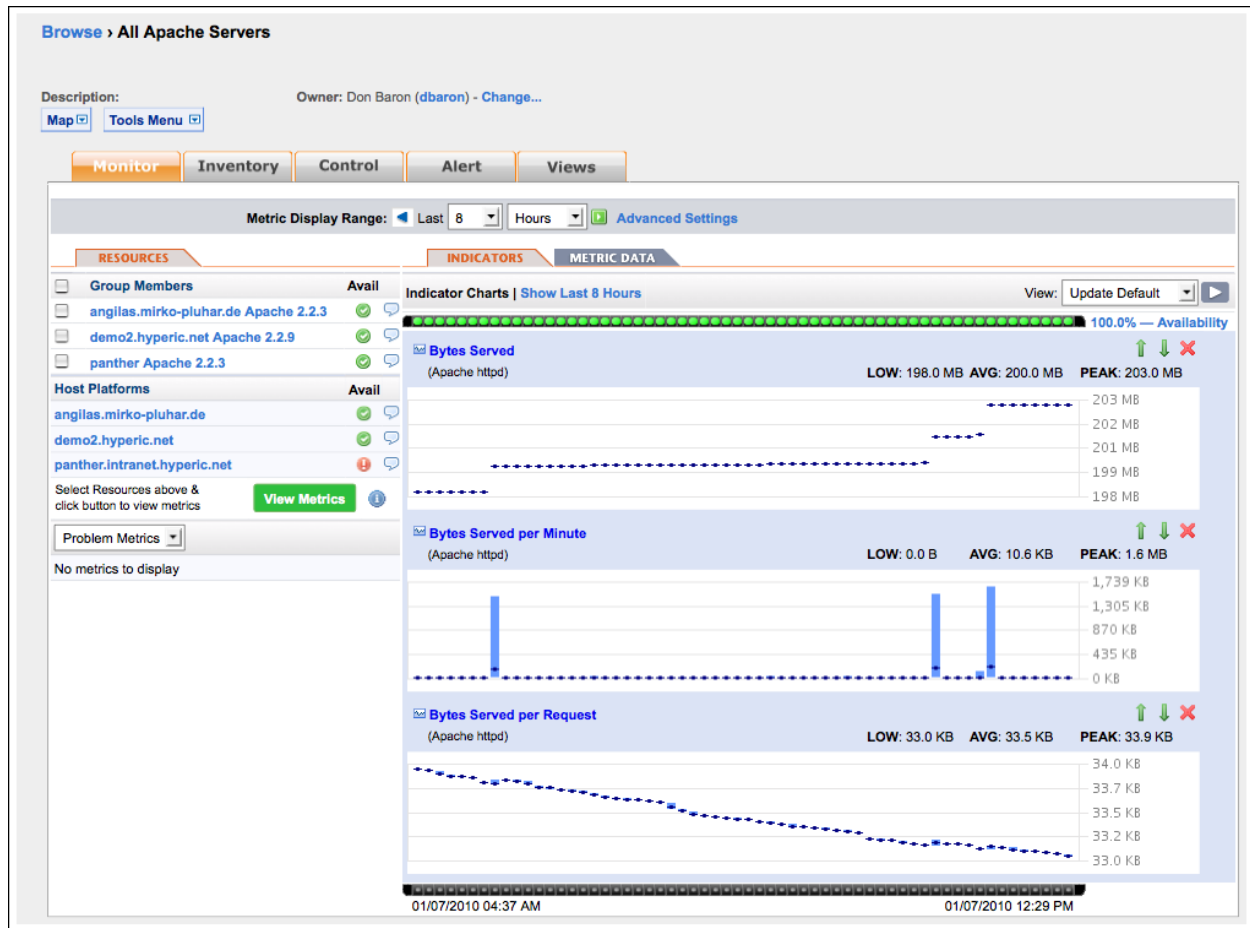 Browse › All Apache Servers
Description:
Owner: Don Baron (dbaron) - Change...
Map
Tools Menu
Monitor
Inventory
Control
Alert
Views
Metric Display Range: Last 8 Hours Advanced Settings
RESOURCES
Group Members Avail
angilas.mirko-pluhar.de Apache 2.2.3
demo2.hyperic.net Apache 2.2.9
panther Apache 2.2.3
Host Platforms Avail
angilas.mirko-pluhar.de
demo2.hyperic.net
panther.intranet.hyperic.net
Select Resources above &
click button to view metrics
View Metrics
Problem Metrics
No metrics to display
INDICATORS
METRIC DATA
Indicator Charts | Show Last 8 Hours
View: Update Default
100.0% — Availability
Bytes Served
(Apache httpd)
LOW: 198.0 MB AVG: 200.0 MB PEAK: 203.0 MB
203 MB
202 MB
201 MB
199 MB
198 MB
Bytes Served per Minute
(Apache httpd)
LOW: 0.0 B AVG: 10.6 KB PEAK: 1.6 MB
1,739 KB
1,305 KB
870 KB
435 KB
0 KB
Bytes Served per Request
(Apache httpd)
LOW: 33.0 KB AVG: 33.5 KB PEAK: 33.9 KB
34.0 KB
33.7 KB
33.5 KB
33.2 KB
33.0 KB
01/07/2010 04:37 AM
01/07/2010 12:29 PM